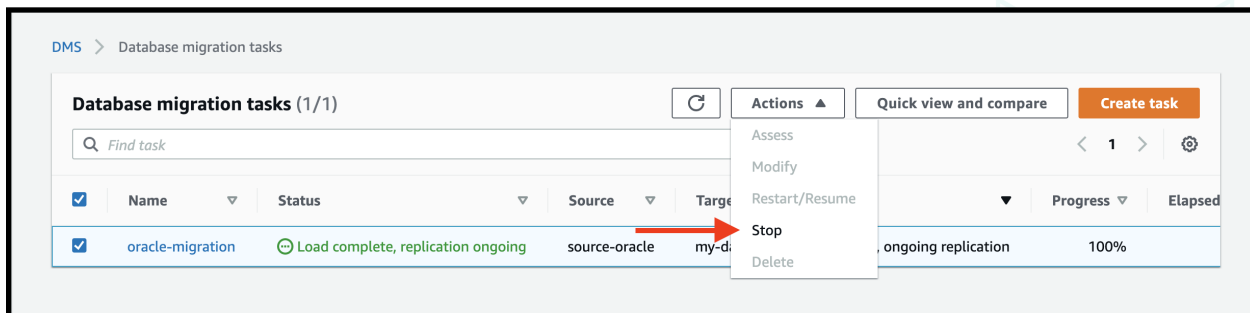 DMS > Database migration tasks
Database migration tasks (1/1)
Actions
Quick view and compare
Create task
Find task
1
Assess
Modify
Restart/Resume
Stop
Delete
Name Status Source Targe Progress Elapsed
oracle-migration Load complete, replication ongoing source-oracle my-da , ongoing replication 100%